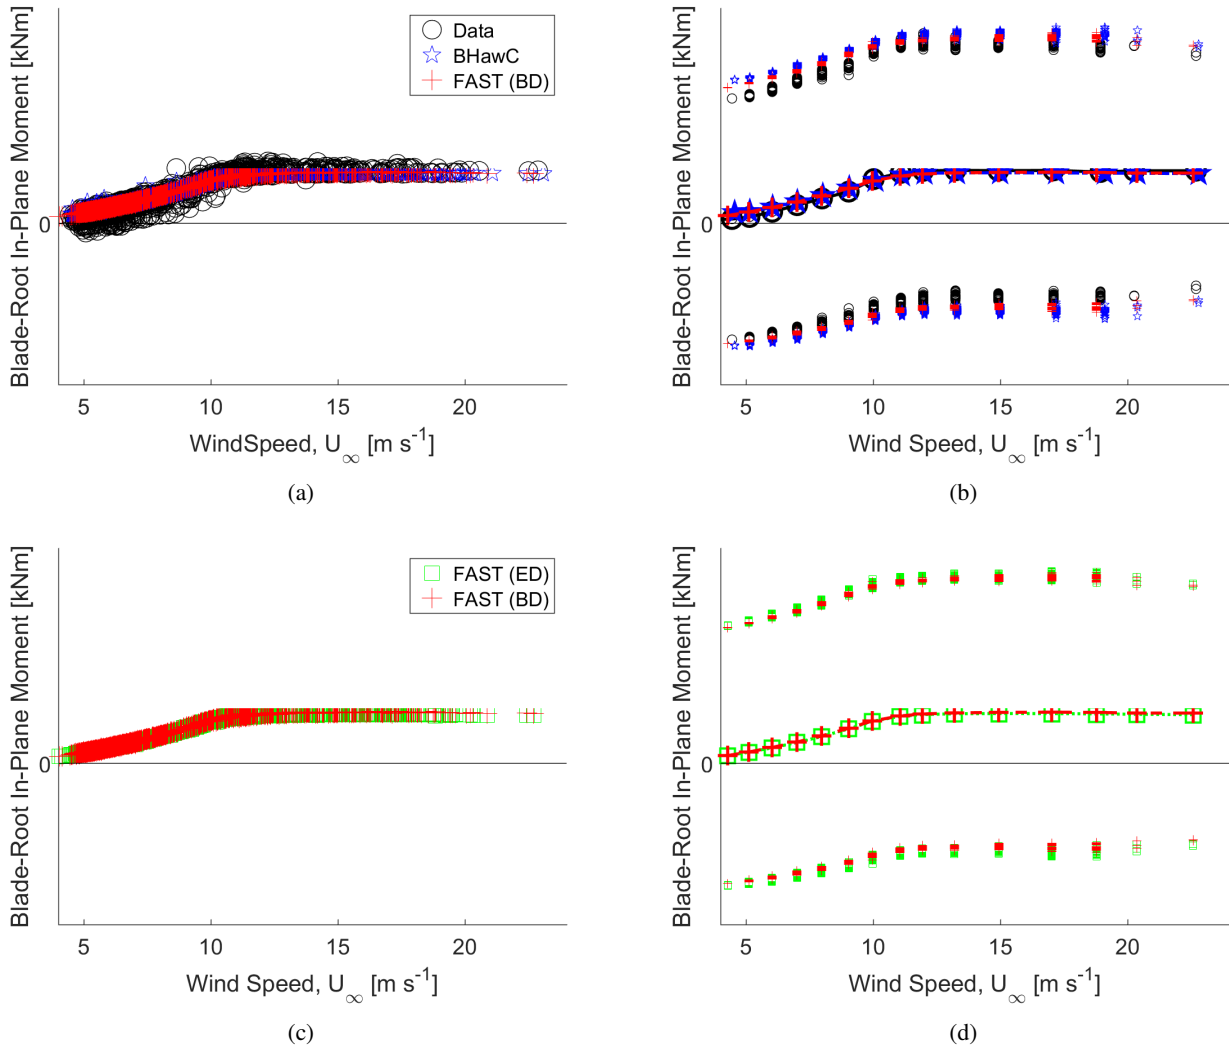 Blade-Root In-Plane Moment [kNm]
Data
BHawC
FAST (BD)
0
5
10
15
20
WindSpeed, U∞ [m s-1]
(a)
Blade-Root In-Plane Moment [kNm]
0
5
10
15
20
Wind Speed, U∞ [m s-1]
(b)
Blade-Root In-Plane Moment [kNm]
FAST (ED)
FAST (BD)
0
5
10
15
20
Wind Speed, U∞ [m s-1]
(c)
Blade-Root In-Plane Moment [kNm]
0
5
10
15
20
Wind Speed, U∞ [m s-1]
(d)